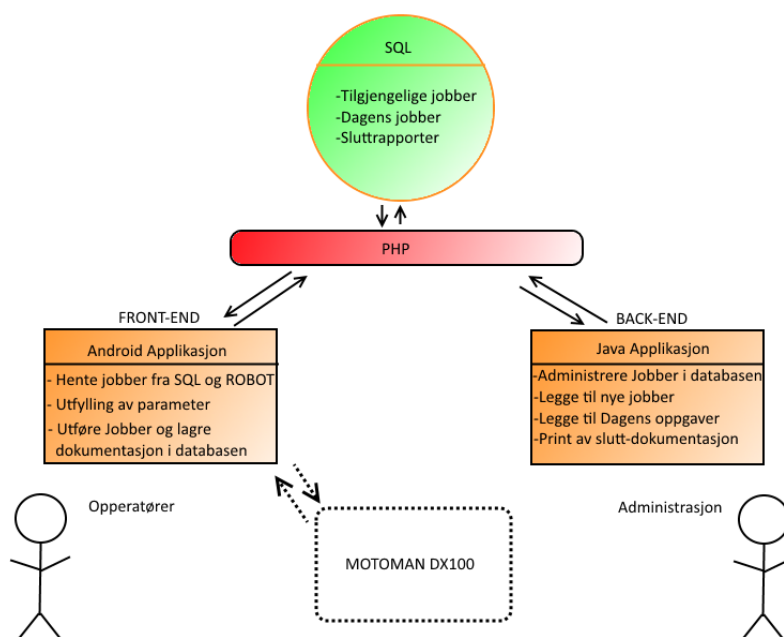 SQL
-Tilgjengelige jobber
-Dagens jobber
-Sluttrapporter
PHP
FRONT-END
Android Applikasjon
- Hente jobber fra SQL og ROBOT
- Utfylling av parameter
- Utføre Jobber og lagre
dokumentasjon i databasen
BACK-END
Java Applikasjon
-Administrere Jobber i databasen
-Legge til nye jobber
-Legge til Dagens oppgaver
-Print av slutt-dokumentasjon
Opperatører
MOTOMAN DX100
Administrasjon